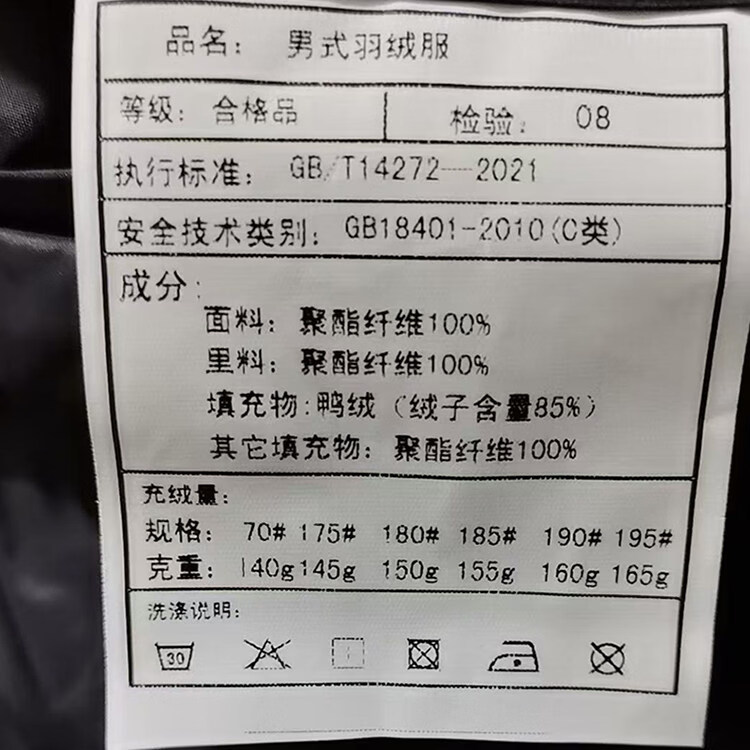 品名：男式羽绒服
等级：合格品 检验：08
执行标准：GB/T14272—2021
安全技术类别：GB18401-2010(C类)
成分：
面料：聚酯纤维100%
里料：聚酯纤维100%
填充物:鸭绒（绒子含量85%）
其它填充物：聚酯纤维100%
充绒量：
规格：70# 175# 180# 185# 190# 195#
克重：140g 145g 150g 155g 160g 165g
洗涤说明：
30